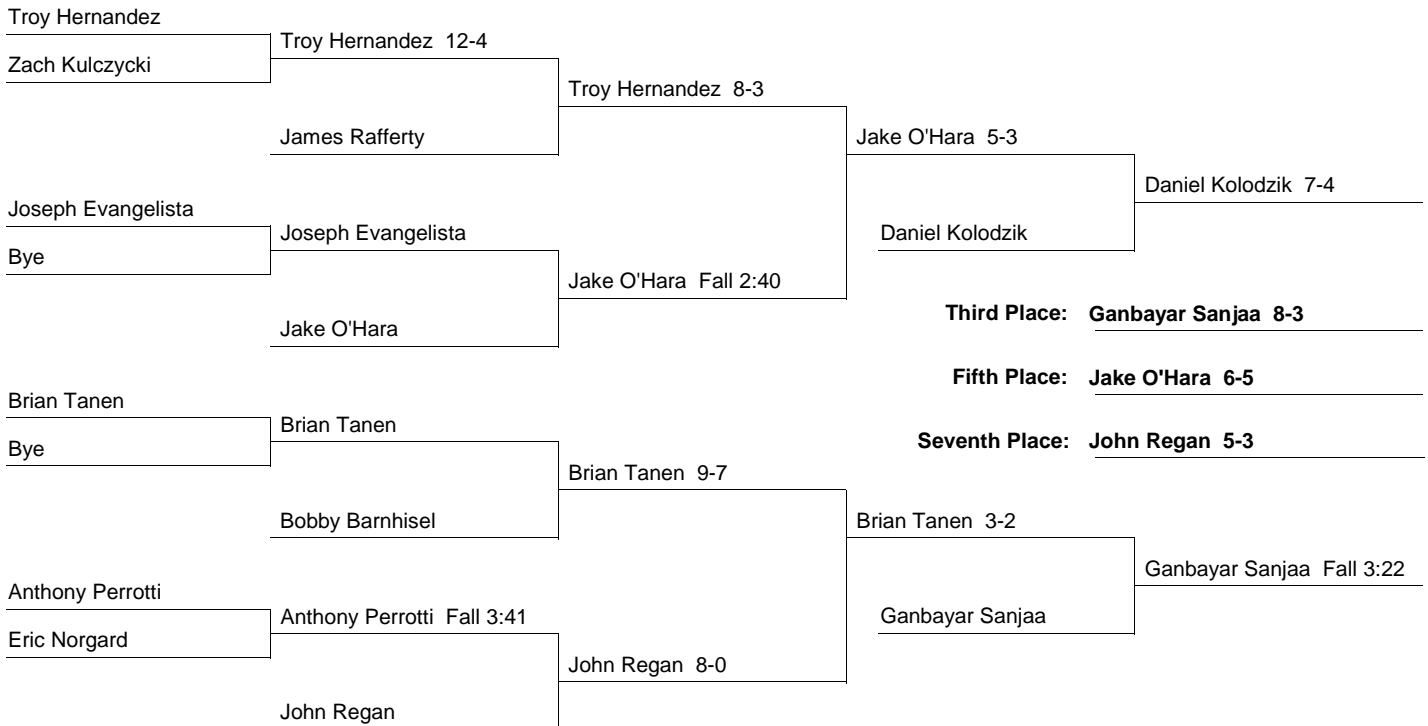 Troy Hernandez
Zach Kulczycki
Troy Hernandez 12-4
James Rafferty
Troy Hernandez 8-3
Joseph Evangelista
Bye
Joseph Evangelista
Jake O'Hara
Jake O'Hara Fall 2:40
Jake O'Hara 5-3
Daniel Kolodzik
Daniel Kolodzik 7-4
Third Place: Ganbayar Sanjaa 8-3
Fifth Place: Jake O'Hara 6-5
Seventh Place: John Regan 5-3
Brian Tanen
Bye
Brian Tanen
Bobby Barnhisel
Brian Tanen 9-7
Anthony Perrotti
Eric Norgard
Anthony Perrotti Fall 3:41
John Regan
John Regan 8-0
Brian Tanen 3-2
Ganbayar Sanjaa
Ganbayar Sanjaa Fall 3:22